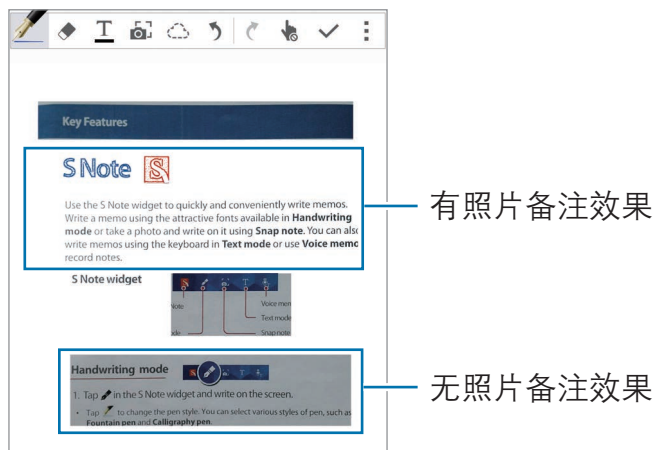 T
Key Features
S Note S
Use the S Note widget to quickly and conveniently write memos.
Write a memo using the attractive fonts available in Handwriting
mode or take a photo and write on it using Snap note. You can also
write memos using the keyboard in Text mode or use Voice memo
record notes.
有照片备注效果
S Note widget
Note
Voice mem
Text mode
ode
Snap note
Handwriting mode
1. Tap in the S Note widget and write on the screen.
无照片备注效果
• Tap to change the pen style. You can select various styles of pen, such as
Fountain pen and Calligraphy pen.